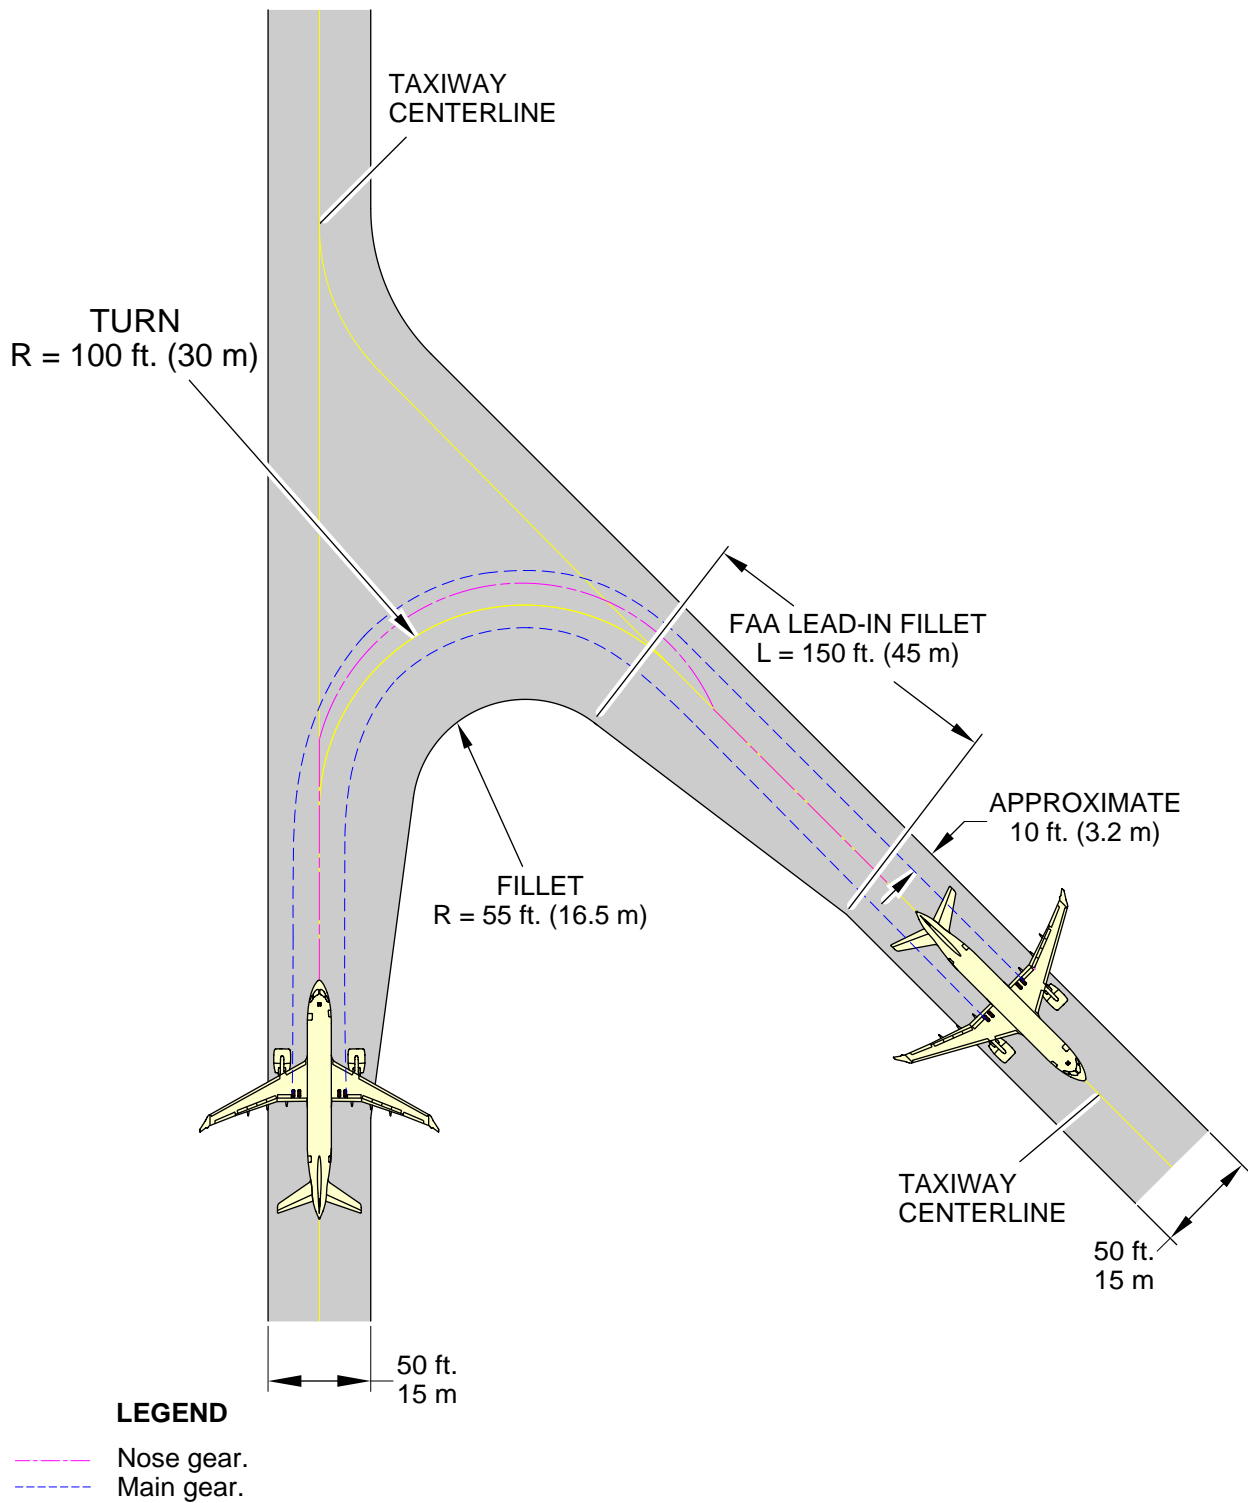 TAXIWAY
CENTERLINE
TURN
R = 100 ft. (30 m)
FAA LEAD-IN FILLET
L = 150 ft. (45 m)
APPROXIMATE
10 ft. (3.2 m)
FILLET
R = 55 ft. (16.5 m)
TAXIWAY
CENTERLINE
50 ft.
15 m
50 ft.
15 m
LEGEND
Nose gear.
Main gear.